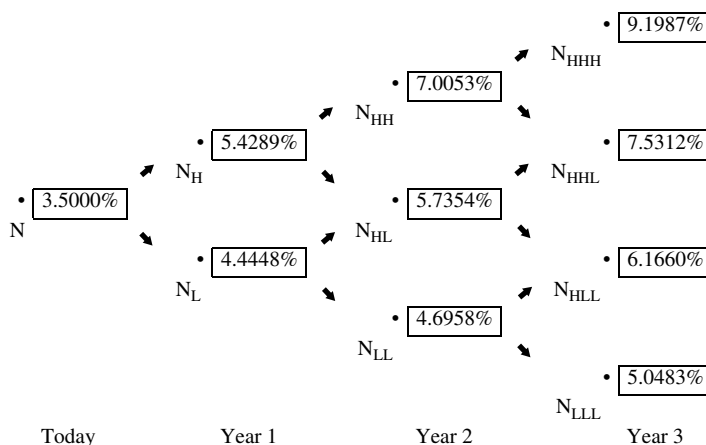 9.1987%
N_HHH
7.0053%
N_HH
5.4289%
7.5312%
N_H
N_HHL
3.5000%
5.7354%
N
N_HL
4.4448%
6.1660%
N_L
N_HLL
4.6958%
N_LL
5.0483%
N_LLL
Today Year 1 Year 2 Year 3